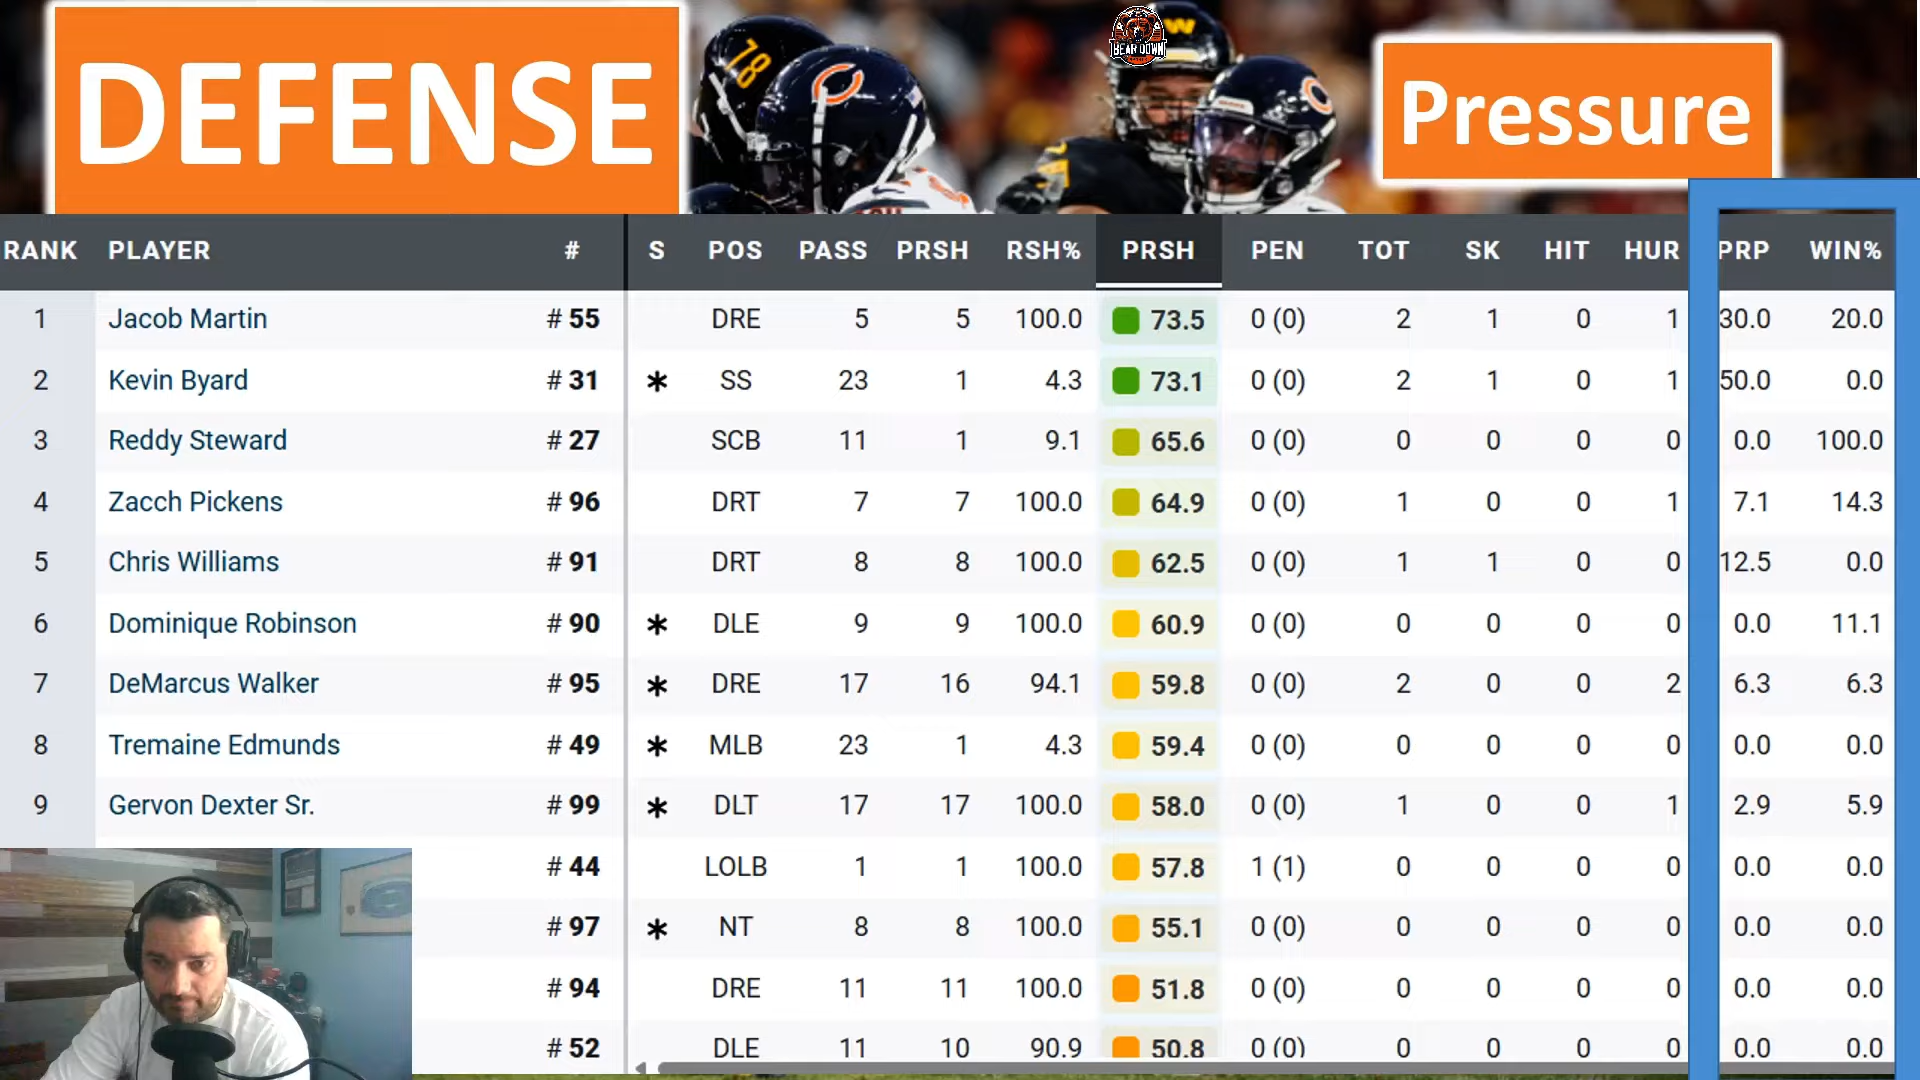 DEFENSE
78
W
BEAR DOWN
Pressure
RANK PLAYER # S POS PASS PRSH RSH% PRSH PEN TOT SK HIT HUR PRP WIN%
1 Jacob Martin # 55 DRE 5 5 100.0 73.5 0 (0) 2 1 0 1 30.0 20.0
2 Kevin Byard # 31 * SS 23 1 4.3 73.1 0 (0) 2 1 0 1 50.0 0.0
3 Reddy Steward # 27 SCB 11 1 9.1 65.6 0 (0) 0 0 0 0 0.0 100.0
4 Zacch Pickens # 96 DRT 7 7 100.0 64.9 0 (0) 1 0 0 1 7.1 14.3
5 Chris Williams # 91 DRT 8 8 100.0 62.5 0 (0) 1 1 0 0 12.5 0.0
6 Dominique Robinson # 90 * DLE 9 9 100.0 60.9 0 (0) 0 0 0 0 0.0 11.1
7 DeMarcus Walker # 95 * DRE 17 16 94.1 59.8 0 (0) 2 0 0 2 6.3 6.3
8 Tremaine Edmunds # 49 * MLB 23 1 4.3 59.4 0 (0) 0 0 0 0 0.0 0.0
9 Gervon Dexter Sr. # 99 * DLT 17 17 100.0 58.0 0 (0) 1 0 0 1 2.9 5.9
# 44 LOLB 1 1 100.0 57.8 1 (1) 0 0 0 0 0.0 0.0
# 97 * NT 8 8 100.0 55.1 0 (0) 0 0 0 0 0.0 0.0
# 94 DRE 11 11 100.0 51.8 0 (0) 0 0 0 0 0.0 0.0
# 52 DLE 11 10 90.9 50.8 0 (0) 0 0 0 0 0.0 0.0